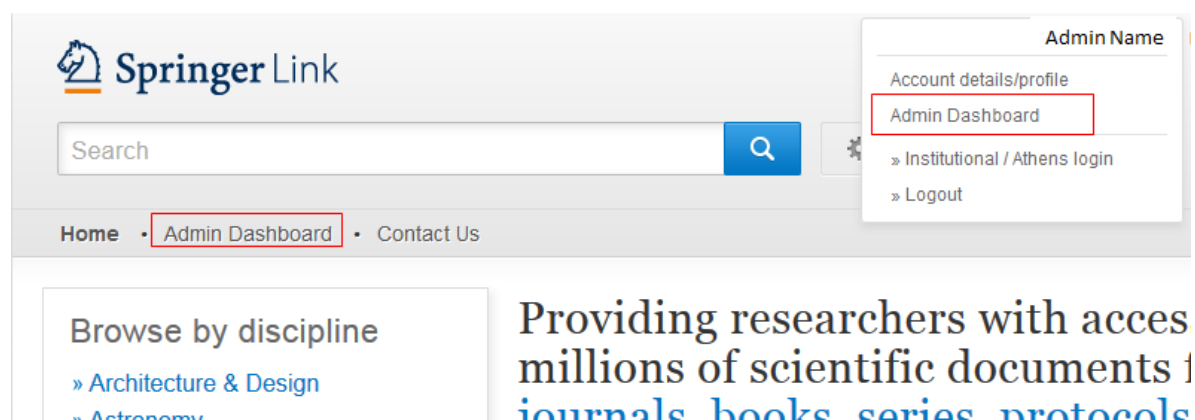 Springer Link
Admin Name
Account details/profile
Admin Dashboard
» Institutional / Athens login
» Logout
Search
Home • Admin Dashboard • Contact Us
Browse by discipline
» Architecture & Design
» Astronomy
Providing researchers with acces
millions of scientific documents f
journals, books, series, protocols